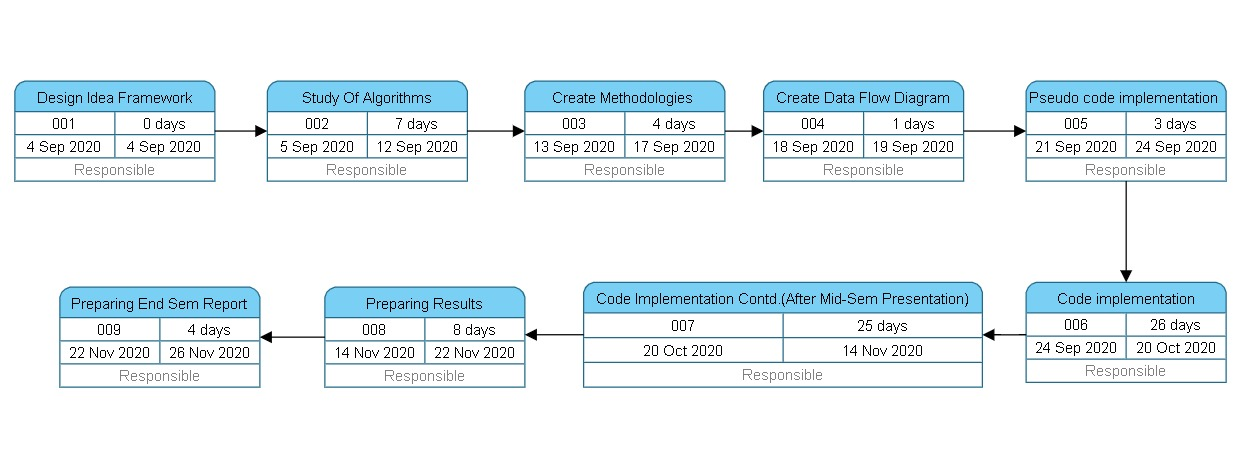 Design Idea Framework
001 0 days
4 Sep 2020 4 Sep 2020
Responsible
Study Of Algorithms
002 7 days
5 Sep 2020 12 Sep 2020
Responsible
Create Methodologies
003 4 days
13 Sep 2020 17 Sep 2020
Responsible
Create Data Flow Diagram
004 1 days
18 Sep 2020 19 Sep 2020
Responsible
Pseudo code implementation
005 3 days
21 Sep 2020 24 Sep 2020
Responsible
Code implementation
006 26 days
24 Sep 2020 20 Oct 2020
Responsible
Code Implementation Contd.(After Mid-Sem Presentation)
007 25 days
20 Oct 2020 14 Nov 2020
Responsible
Preparing Results
008 8 days
14 Nov 2020 22 Nov 2020
Responsible
Preparing End Sem Report
009 4 days
22 Nov 2020 26 Nov 2020
Responsible